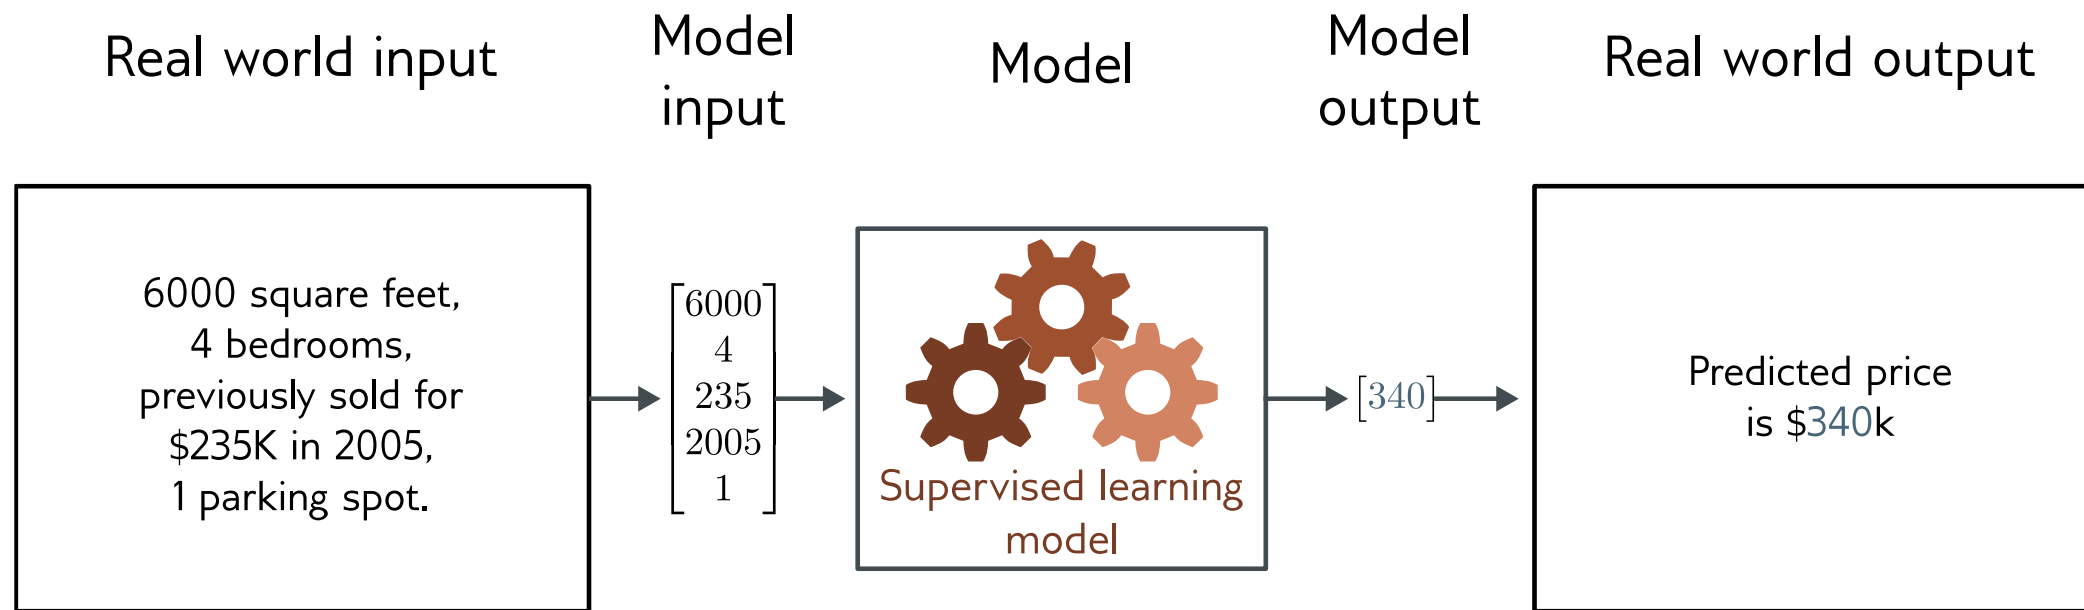 Real world input
Model
input
Model
Model
output
Real world output
6000 square feet,
4 bedrooms,
previously sold for
$235K in 2005,
1 parking spot.
6000
4
235
2005
1
Supervised learning
model
[340]
Predicted price
is $340k